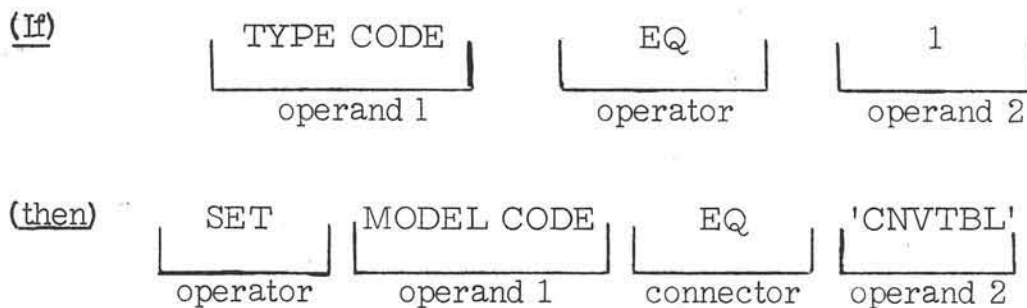 (If) TYPE CODE EQ 1
operand 1 operator operand 2
(then) SET MODEL CODE EQ 'CNVTBL'
operator operand 1 connector operand 2